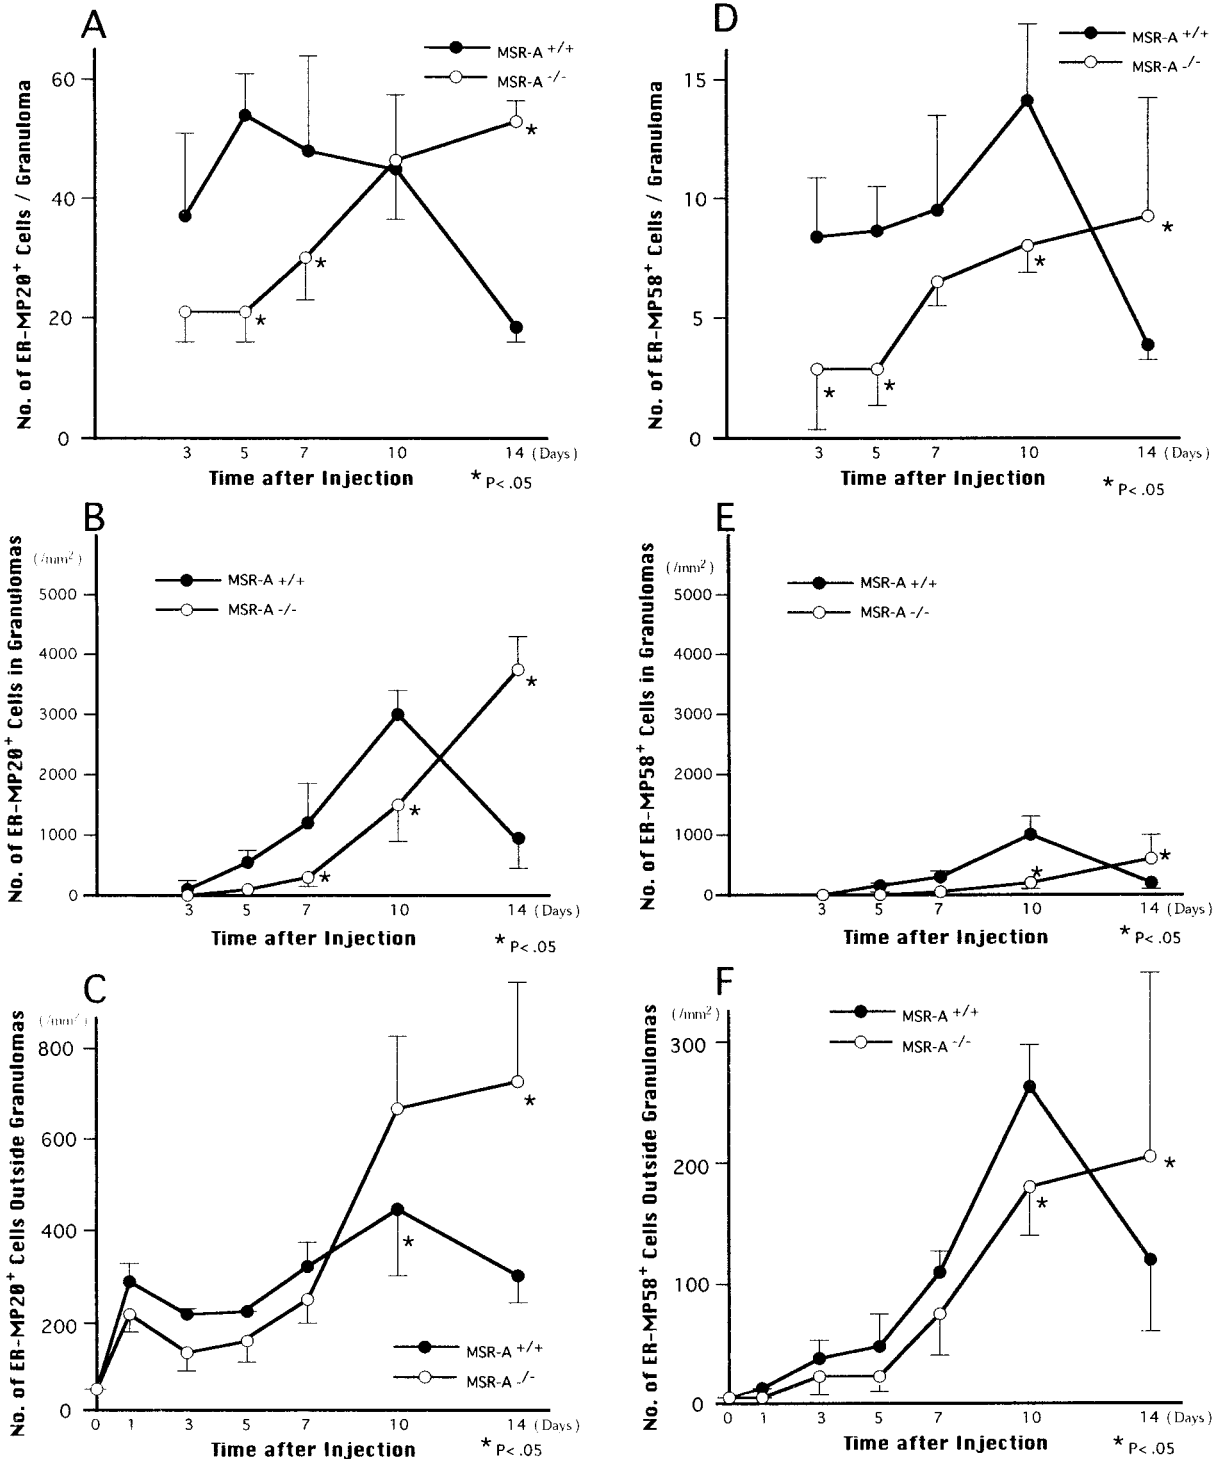 A
No. of ER-MP20+ Cells / Granuloma
MSR-A +/+
MSR-A -/-
60
40
20
0
*
*
*
3 5 7 10 14 (Days)
Time after Injection
* P< .05
D
No. of ER-MP58+ Cells / Granuloma
MSR-A +/+
MSR-A -/-
15
10
5
0
*
*
*
*
3 5 7 10 14 (Days)
Time after Injection
* P< .05
B
(/mm2)
No. of ER-MP20+ Cells in Granulomas
MSR-A +/+
MSR-A -/-
5000
4000
3000
2000
1000
0
*
*
*
3 5 7 10 14 (Days)
Time after Injection
* P< .05
E
(/mm2)
No. of ER-MP58+ Cells in Granulomas
MSR-A +/+
MSR-A -/-
5000
4000
3000
2000
1000
0
*
*
3 5 7 10 14 (Days)
Time after Injection
* P< .05
C
(/mm2)
No. of ER-MP20+ Cells Outside Granulomas
800
600
400
200
0
*
*
MSR-A +/+
MSR-A -/-
0 1 3 5 7 10 14 (Days)
Time after Injection
* P< .05
F
(/mm2)
No. of ER-MP58+ Cells Outside Granulomas
MSR-A +/+
MSR-A -/-
300
200
100
0
*
*
0 1 3 5 7 10 14 (Days)
Time after Injection
* P< .05